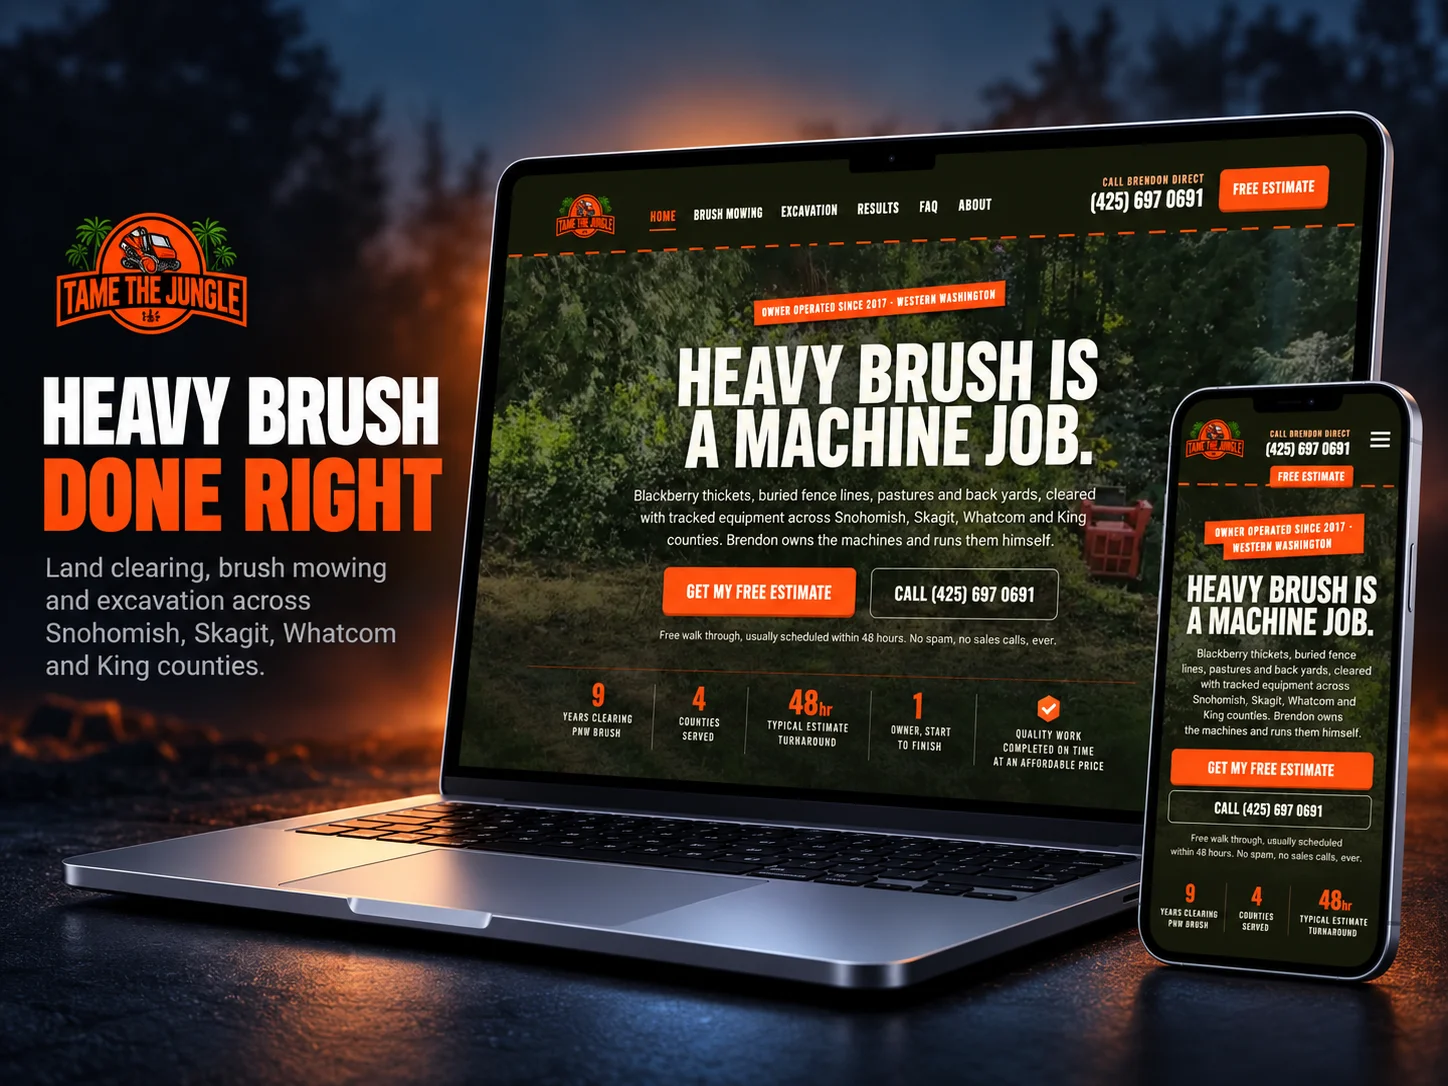 TAME THE JUNGLE
HEAVY BRUSH
DONE RIGHT
Land clearing, brush mowing
and excavation across
Snohomish, Skagit, Whatcom
and King counties.
TAME THE JUNGLE
HOME
BRUSH MOWING
EXCAVATION
RESULTS
FAQ
ABOUT
CALL BRENDON DIRECT
(425) 697 0691
FREE ESTIMATE
OWNER OPERATED SINCE 2017 - WESTERN WASHINGTON
HEAVY BRUSH IS
A MACHINE JOB.
Blackberry thickets, buried fence lines, pastures and back yards, cleared
with tracked equipment across Snohomish, Skagit, Whatcom and King
counties. Brendon owns the machines and runs them himself.
GET MY FREE ESTIMATE
CALL (425) 697 0691
Free walk through, usually scheduled within 48 hours. No spam, no sales calls, ever.
9
YEARS CLEARING
PNW BRUSH
4
COUNTIES
SERVED
48hr
TYPICAL ESTIMATE
TURNAROUND
1
OWNER, START
TO FINISH
QUALITY WORK
COMPLETED ON TIME
AT AN AFFORDABLE PRICE
TAME THE JUNGLE
CALL BRENDON DIRECT
(425) 697 0691
FREE ESTIMATE
OWNER OPERATED SINCE 2017 -
WESTERN WASHINGTON
HEAVY BRUSH IS
A MACHINE JOB.
Blackberry thickets, buried fence
lines, pastures and back yards, cleared
with tracked equipment across
Snohomish, Skagit, Whatcom and
King counties. Brendon owns
the machines and runs them himself.
GET MY FREE ESTIMATE
CALL (425) 697 0691
Free walk through, usually scheduled
within 48 hours. No spam, no sales calls, ever.
9
YEARS CLEARING
PNW BRUSH
4
COUNTIES
SERVED
48hr
TYPICAL ESTIMATE
TURNAROUND